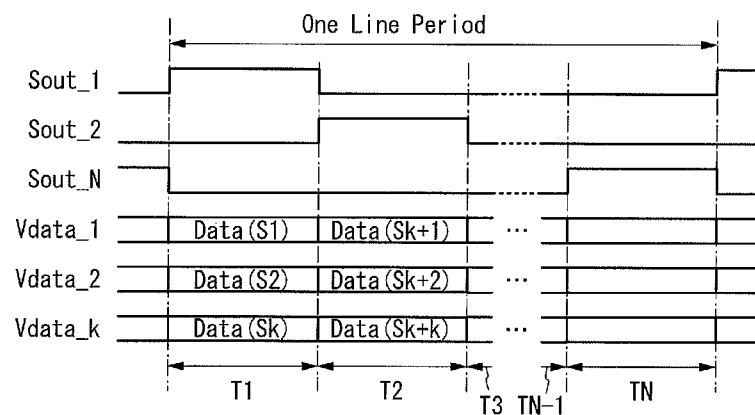 One Line Period
Sout_1
Sout_2
Sout_N
Vdata_1 Data(S1) Data(Sk+1) ...
Vdata_2 Data(S2) Data(Sk+2) ...
Vdata_k Data(Sk) Data(Sk+k) ...
T1 T2 T3 TN-1 TN